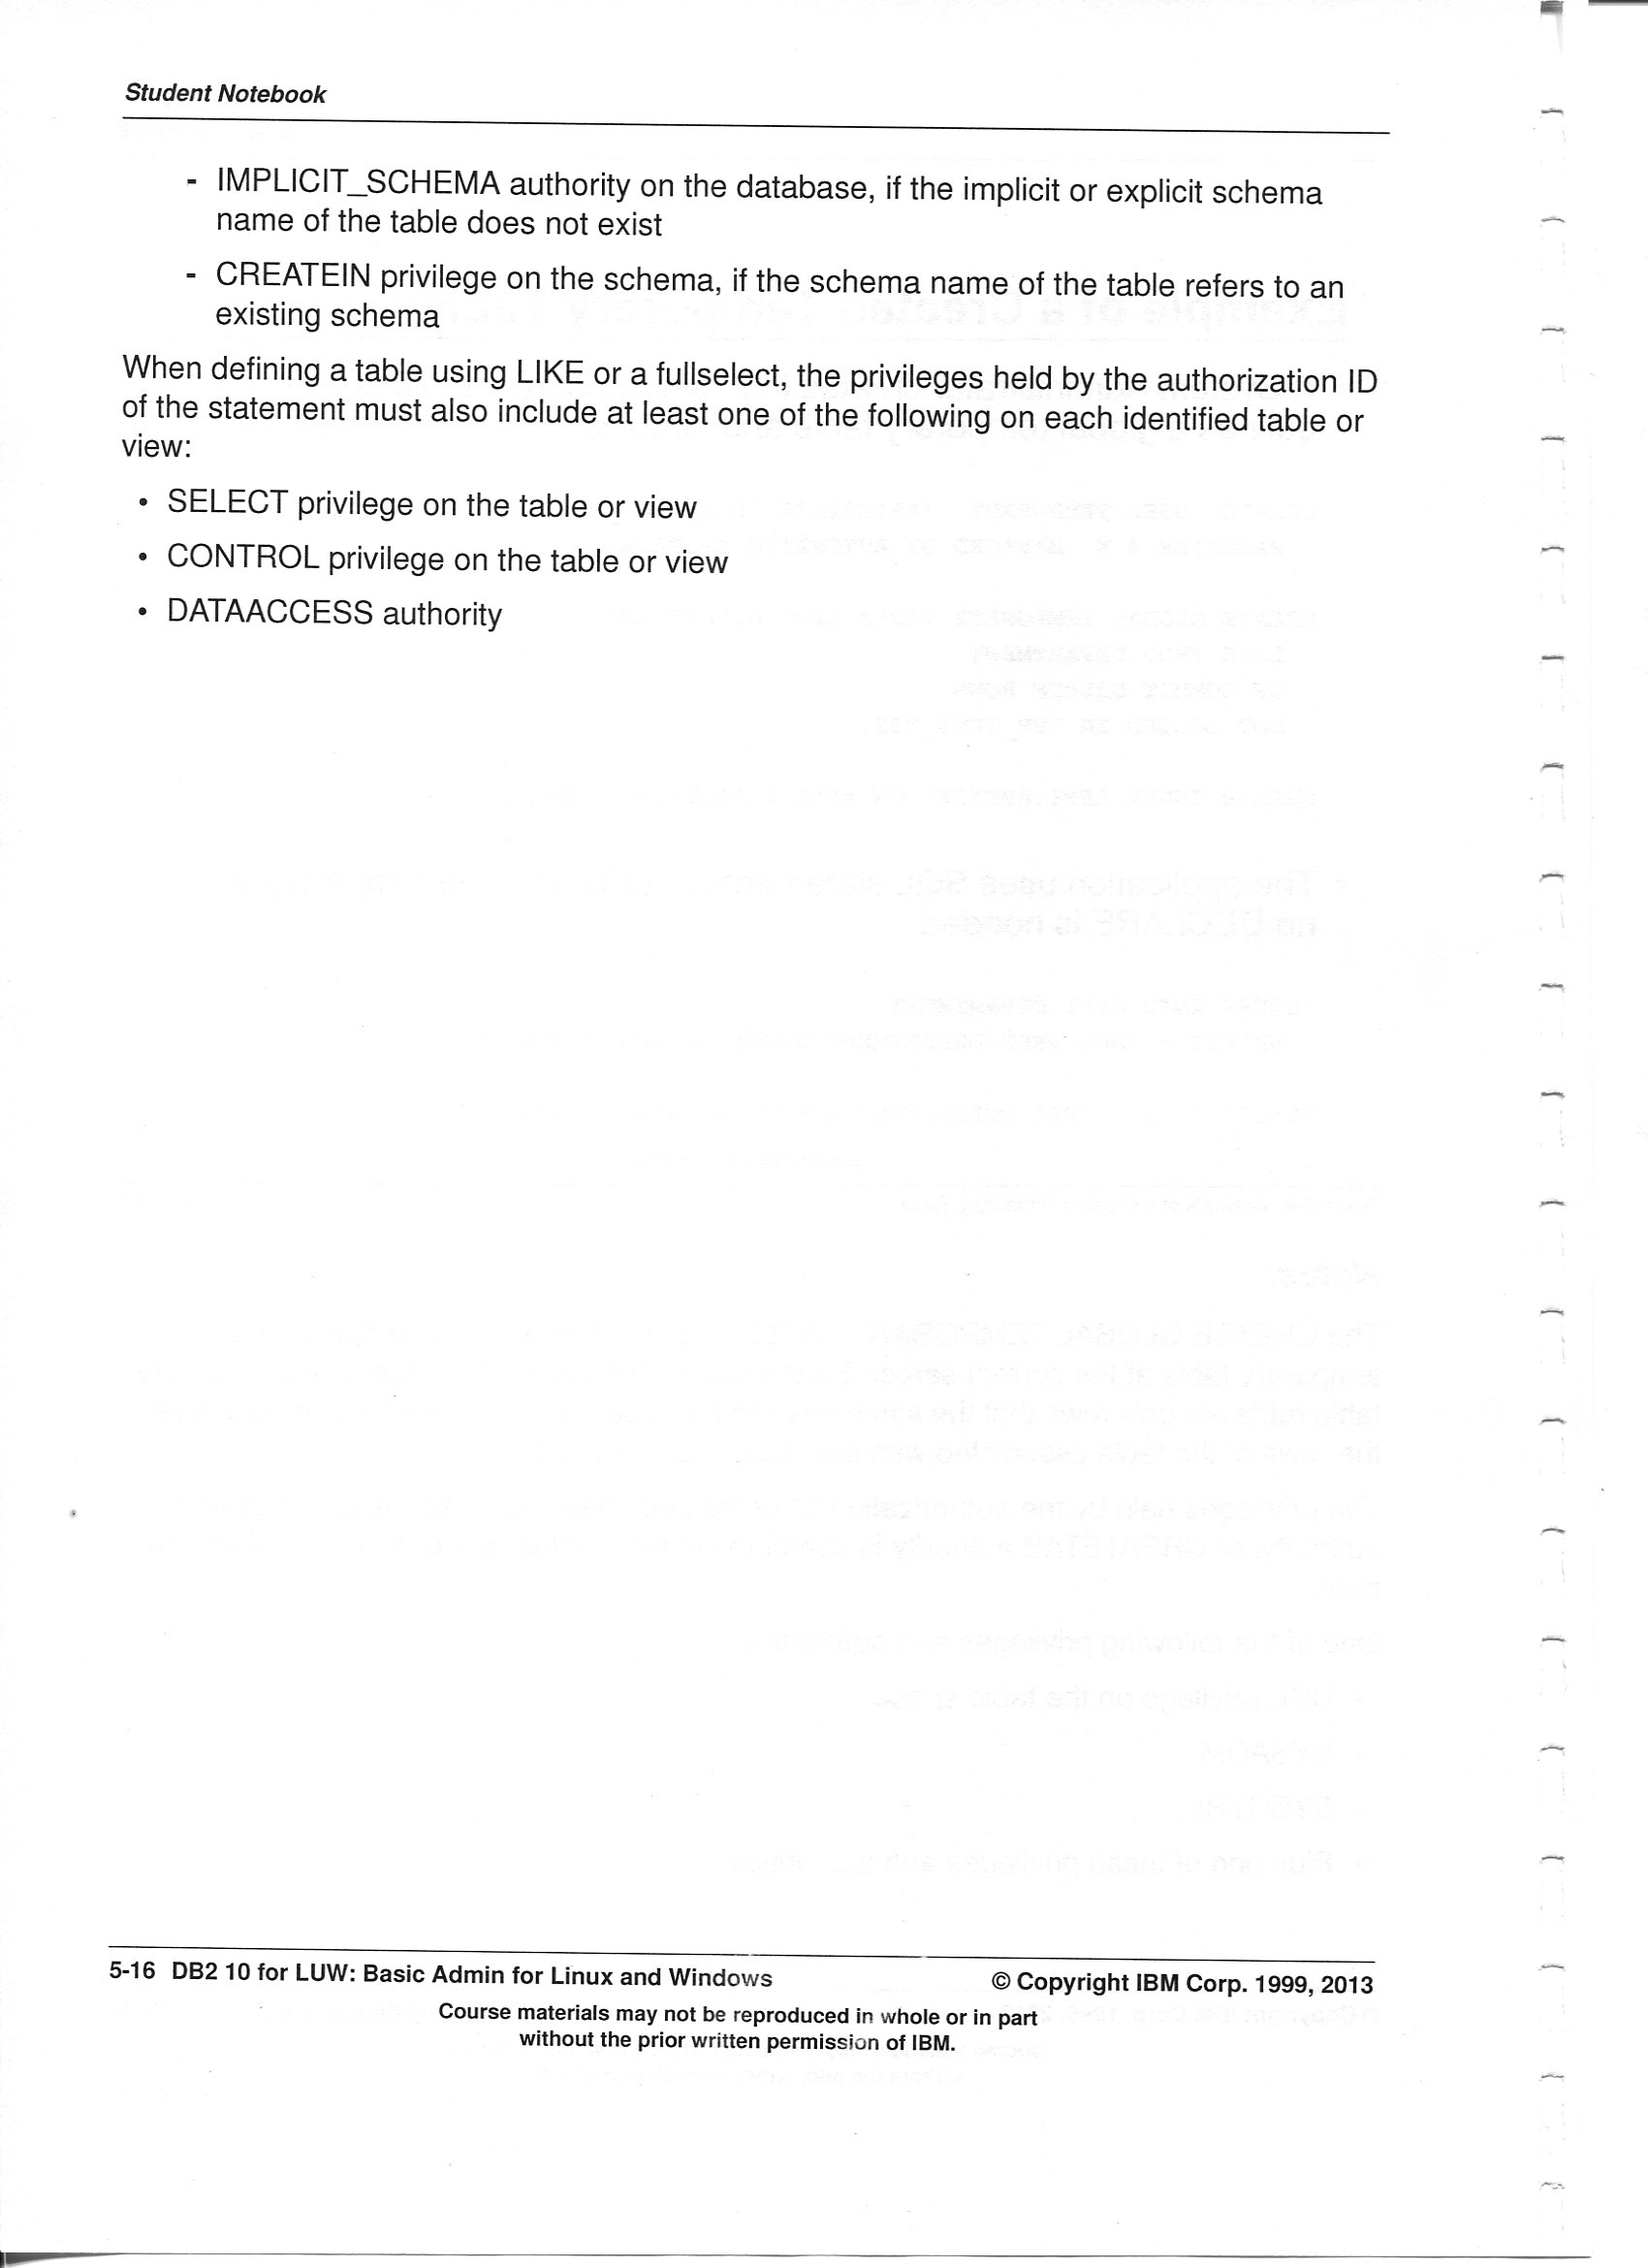 Student Notebook
- IMPLICIT_SCHEMA authority on the database, if the implicit or explicit schema
name of the table does not exist
- CREATEIN privilege on the schema, if the schema name of the table refers to an
existing schema
When defining a table using LIKE or a fullselect, the privileges held by the authorization ID
of the statement must also include at least one of the following on each identified table or
view:
• SELECT privilege on the table or view
• CONTROL privilege on the table or view
• DATAACCESS authority
5-16 DB2 10 for LUW: Basic Admin for Linux and Windows © Copyright IBM Corp. 1999, 2013
Course materials may not be reproduced in whole or in part
without the prior written permission of IBM.